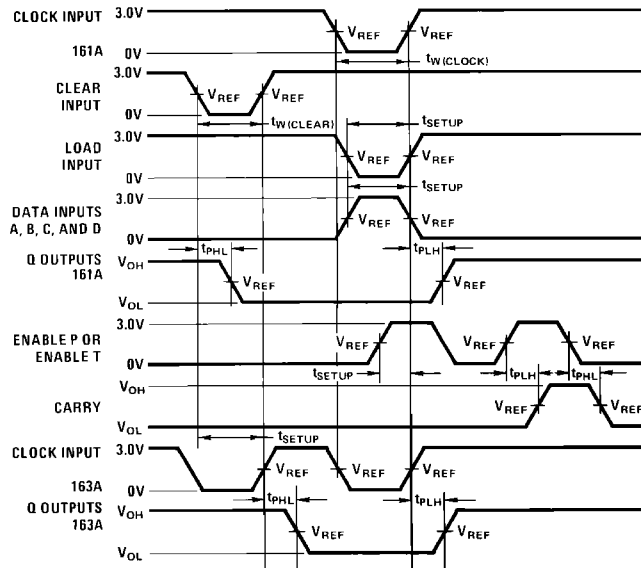 CLOCK INPUT 3.0V VREF VREF
161A 0V tW(CLOCK)
3.0V
CLEAR INPUT VREF VREF
0V tW(CLEAR) tSETUP
3.0V
LOAD INPUT VREF VREF
0V tSETUP
3.0V
DATA INPUTS A, B, C, AND D VREF VREF
0V tPHL tPLH
Q OUTPUTS 161A VOH
VREF VREF
VOL
3.0V
ENABLE P OR ENABLE T VREF VREF VREF
0V tSETUP tPLH tPHL
VOH
CARRY VREF VREF
VOL
tSETUP
CLOCK INPUT 3.0V
VREF VREF VREF
163A 0V
tPHL tPLH
Q OUTPUTS 163A VOH
VREF VREF
VOL